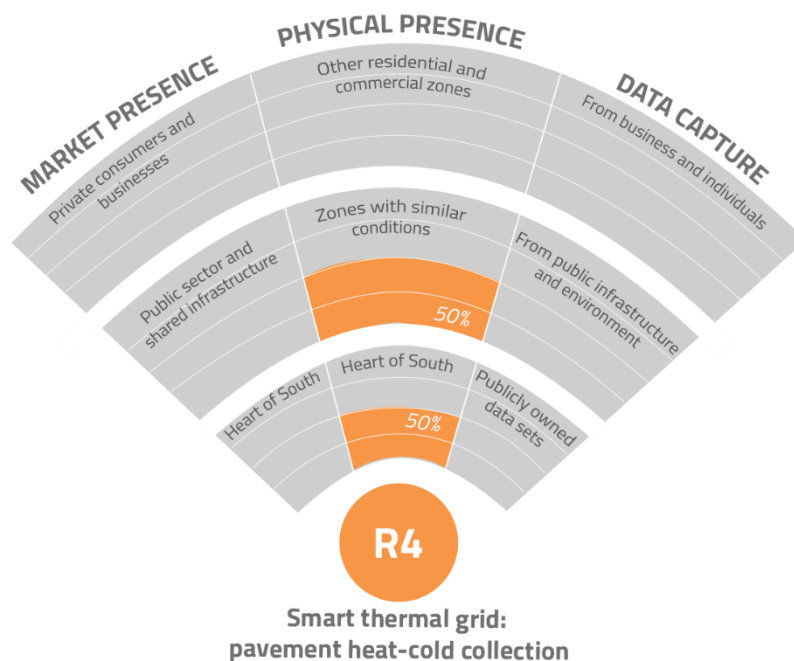 MARKET PRESENCE
PHYSICAL PRESENCE
DATA CAPTURE
Private consumers and
businesses
Other residential and
commercial zones
From business and individuals
Public sector and
shared infrastructure
Zones with similar
conditions
50%
From public infrastructure
and environment
Heart of South
Heart of South
50%
Publicly owned
data sets
R4
Smart thermal grid:
pavement heat-cold collection